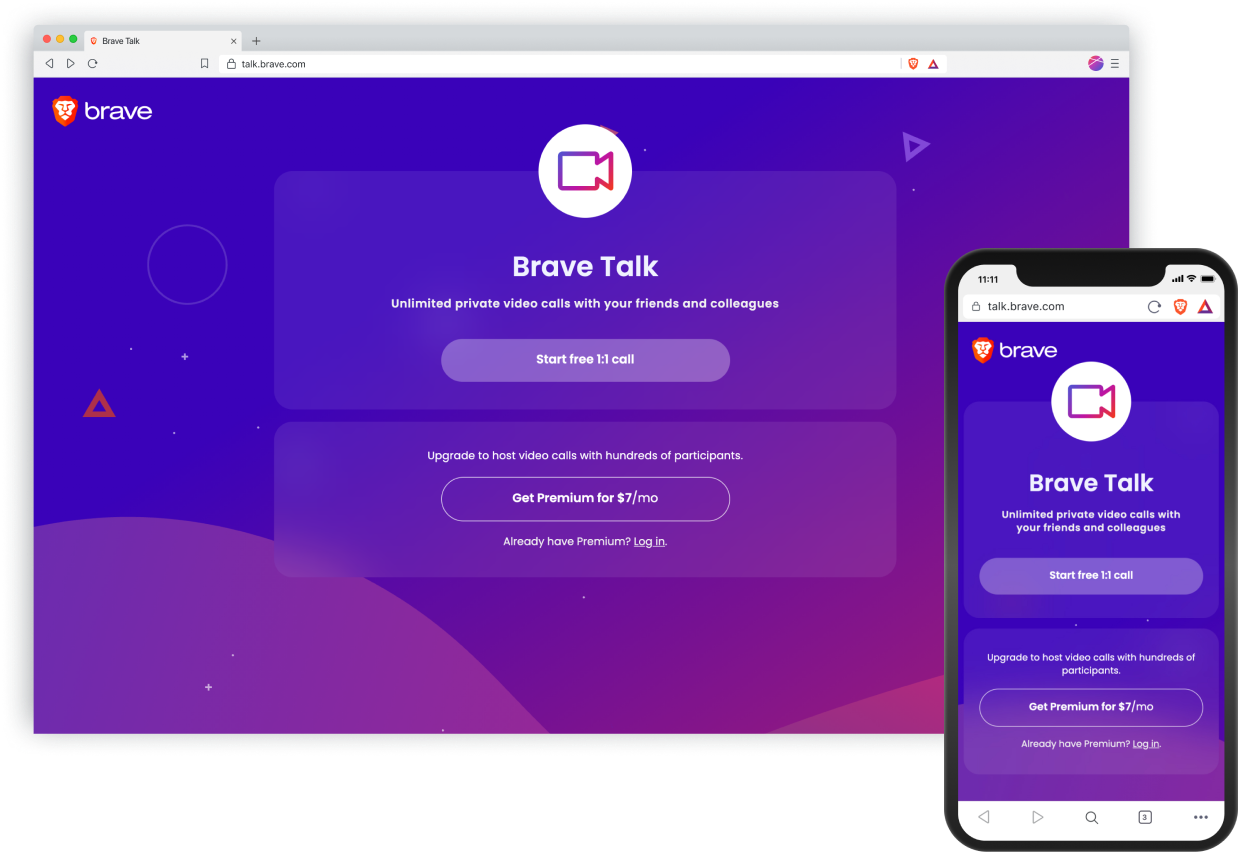 Brave Talk
talk.brave.com
brave
Brave Talk
Unlimited private video calls with your friends and colleagues
Start free 1:1 call
Upgrade to host video calls with hundreds of participants.
Get Premium for $7/mo
Already have Premium? Log in.
11:11
talk.brave.com
brave
Brave Talk
Unlimited private video calls with
your friends and colleagues
Start free 1:1 call
Upgrade to host video calls with hundreds of
participants.
Get Premium for $7/mo
Already have Premium? Log in.
3